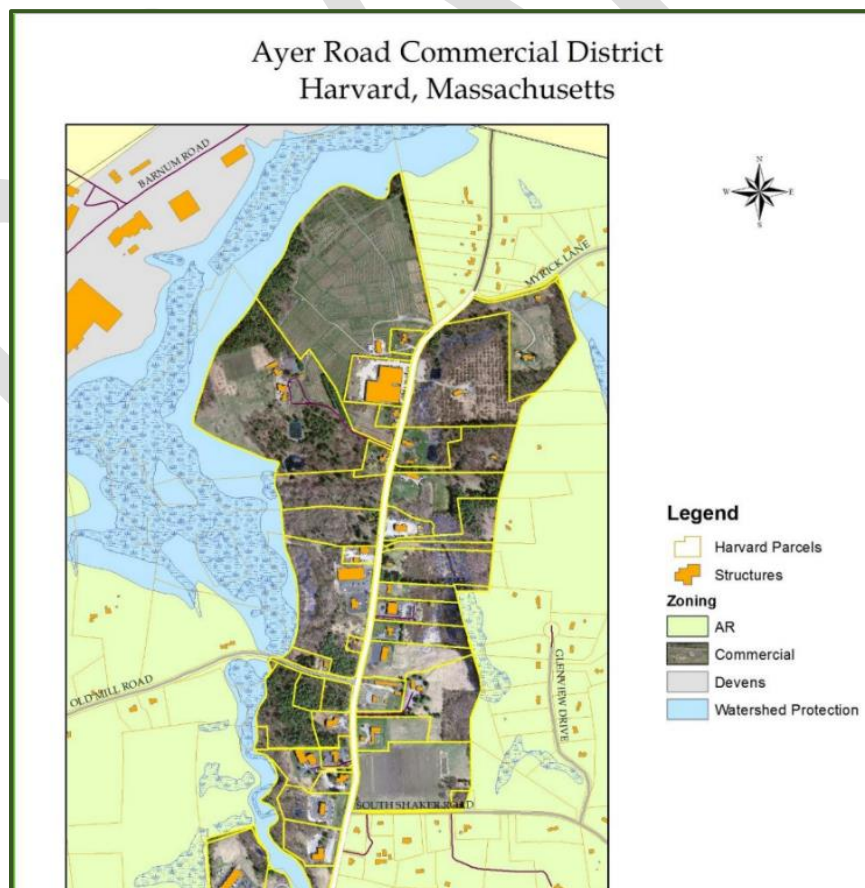 Ayer Road Commercial District
Harvard, Massachusetts
BARNUM ROAD
N
W E
S
MYRICK LANE
Legend
Harvard Parcels
Structures
Zoning
AR
Commercial
Devens
Watershed Protection
OLD MILL ROAD
GLENVIEW DRIVE
SOUTH SHAKER ROAD